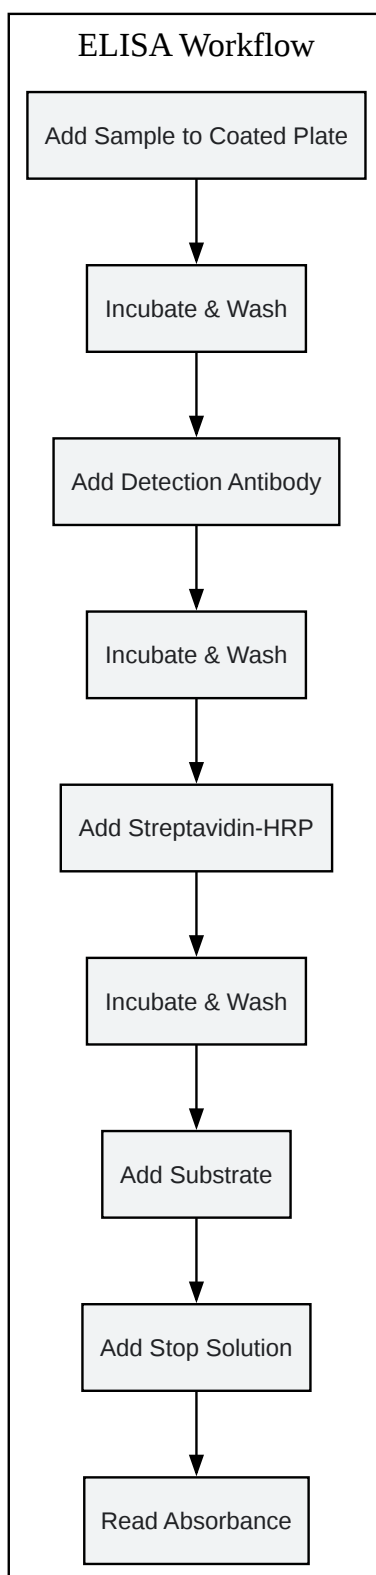 ELISA Workflow
Add Sample to Coated Plate
Incubate & Wash
Add Detection Antibody
Incubate & Wash
Add Streptavidin-HRP
Incubate & Wash
Add Substrate
Add Stop Solution
Read Absorbance